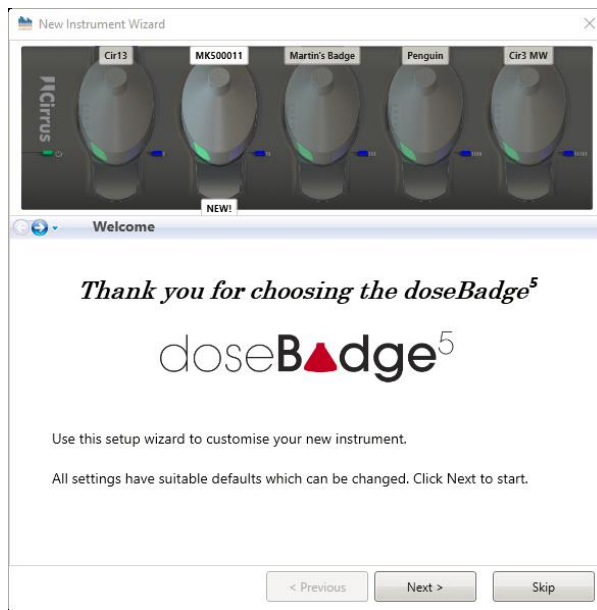 New Instrument Wizard
Cir13
MK500011
Martin's Badge
Penguin
Cir3 MW
Cirrus
NEW!
Welcome
Thank you for choosing the doseBadge⁵
doseBadge⁵
Use this setup wizard to customise your new instrument.
All settings have suitable defaults which can be changed. Click Next to start.
< Previous
Next >
Skip